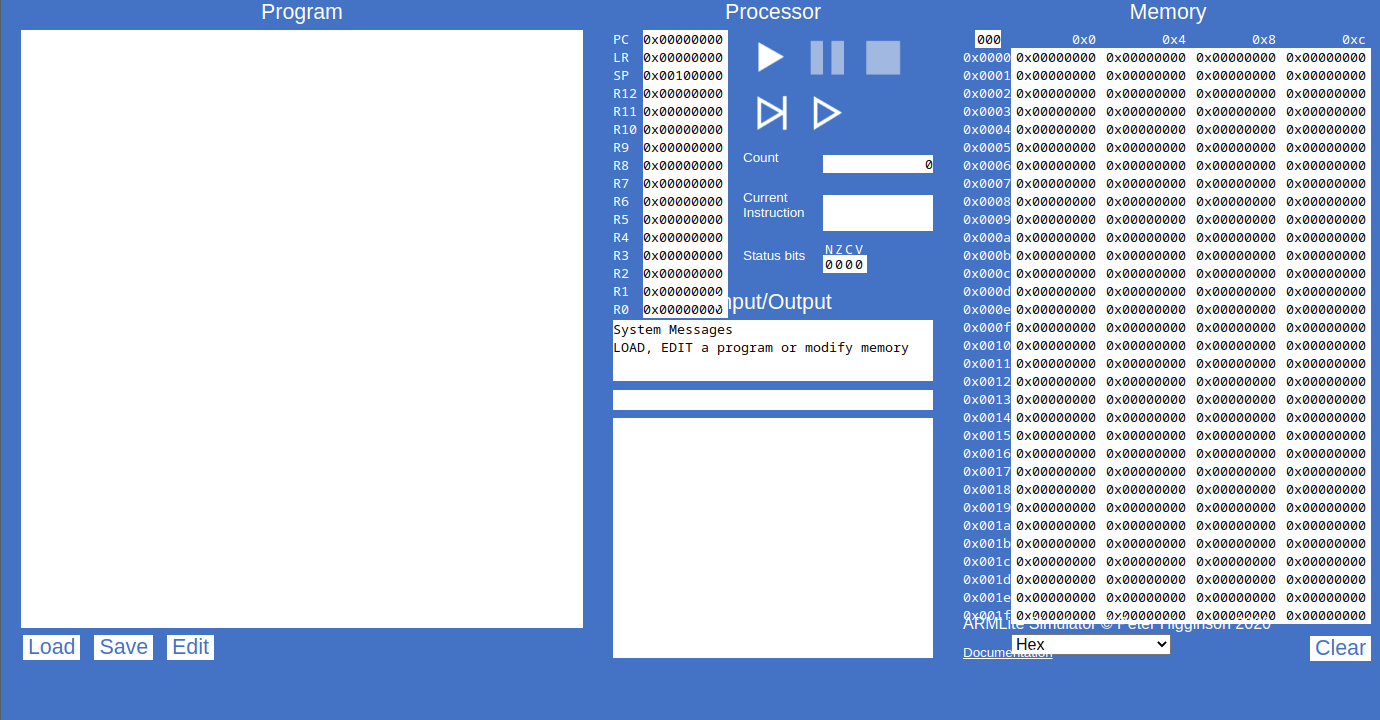 Program
Load Save Edit
Processor
PC 0x00000000
LR 0x00000000
SP 0x00100000
R12 0x00000000
R11 0x00000000
R10 0x00000000
R9 0x00000000
R8 0x00000000
R7 0x00000000
R6 0x00000000
R5 0x00000000
R4 0x00000000
R3 0x00000000
R2 0x00000000
R1 0x00000000
R0 0x00000000
Count 0
Current
Instruction
NZCV
Status bits 0000
nput/Output
System Messages
LOAD, EDIT a program or modify memory
Memory
000 0x0 0x4 0x8 0xc
0x0000 0x00000000 0x00000000 0x00000000 0x00000000
0x0001 0x00000000 0x00000000 0x00000000 0x00000000
0x0002 0x00000000 0x00000000 0x00000000 0x00000000
0x0003 0x00000000 0x00000000 0x00000000 0x00000000
0x0004 0x00000000 0x00000000 0x00000000 0x00000000
0x0005 0x00000000 0x00000000 0x00000000 0x00000000
0x0006 0x00000000 0x00000000 0x00000000 0x00000000
0x0007 0x00000000 0x00000000 0x00000000 0x00000000
0x0008 0x00000000 0x00000000 0x00000000 0x00000000
0x0009 0x00000000 0x00000000 0x00000000 0x00000000
0x000a 0x00000000 0x00000000 0x00000000 0x00000000
0x000b 0x00000000 0x00000000 0x00000000 0x00000000
0x000c 0x00000000 0x00000000 0x00000000 0x00000000
0x000d 0x00000000 0x00000000 0x00000000 0x00000000
0x000e 0x00000000 0x00000000 0x00000000 0x00000000
0x000f 0x00000000 0x00000000 0x00000000 0x00000000
0x0010 0x00000000 0x00000000 0x00000000 0x00000000
0x0011 0x00000000 0x00000000 0x00000000 0x00000000
0x0012 0x00000000 0x00000000 0x00000000 0x00000000
0x0013 0x00000000 0x00000000 0x00000000 0x00000000
0x0014 0x00000000 0x00000000 0x00000000 0x00000000
0x0015 0x00000000 0x00000000 0x00000000 0x00000000
0x0016 0x00000000 0x00000000 0x00000000 0x00000000
0x0017 0x00000000 0x00000000 0x00000000 0x00000000
0x0018 0x00000000 0x00000000 0x00000000 0x00000000
0x0019 0x00000000 0x00000000 0x00000000 0x00000000
0x001a 0x00000000 0x00000000 0x00000000 0x00000000
0x001b 0x00000000 0x00000000 0x00000000 0x00000000
0x001c 0x00000000 0x00000000 0x00000000 0x00000000
0x001d 0x00000000 0x00000000 0x00000000 0x00000000
0x001e 0x00000000 0x00000000 0x00000000 0x00000000
0x001f 0x00000000 0x00000000 0x00000000 0x00000000
ARMLite Simulator © Peter Higginson 2020
Hex
Documentation
Clear